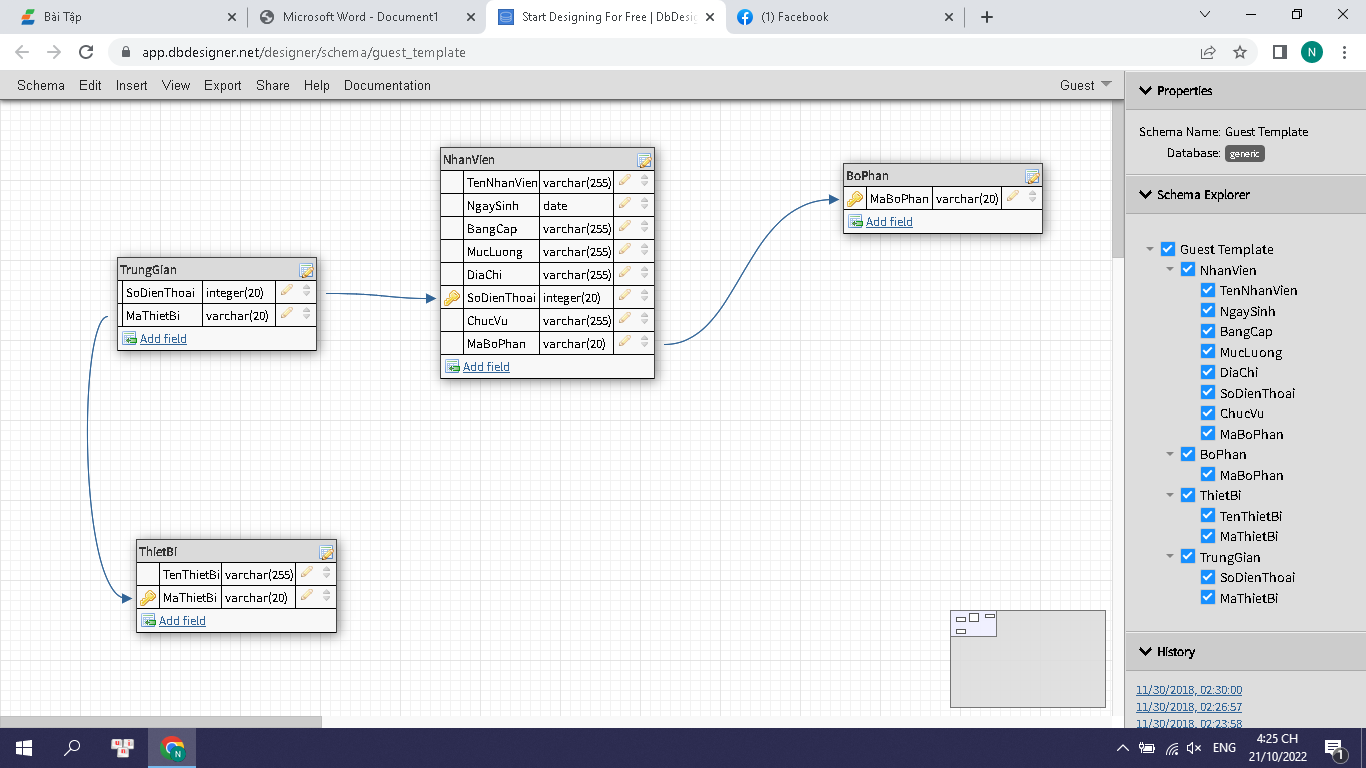 Bài Tập
Microsoft Word - Document1
Start Designing For Free | DbDesig
(1) Facebook
app.dbdesigner.net/designer/schema/guest_template
N
Schema Edit Insert View Export Share Help Documentation
Guest
Properties
Schema Name: Guest Template
Database: generic
Schema Explorer
Guest Template
NhanVien
TenNhanVien
NgaySinh
BangCap
MucLuong
DiaChi
SoDienThoai
ChucVu
MaBoPhan
BoPhan
MaBoPhan
ThietBi
TenThietBi
MaThietBi
TrungGian
SoDienThoai
MaThietBi
History
11/30/2018, 02:30:00
11/30/2018, 02:26:57
11/30/2018, 02:23:58
NhanVien
TenNhanVien varchar(255)
NgaySinh date
BangCap varchar(255)
MucLuong varchar(255)
DiaChi varchar(255)
SoDienThoai integer(20)
ChucVu varchar(255)
MaBoPhan varchar(20)
Add field
BoPhan
MaBoPhan varchar(20)
Add field
TrungGian
SoDienThoai integer(20)
MaThietBi varchar(20)
Add field
ThietBi
TenThietBi varchar(255)
MaThietBi varchar(20)
Add field
N
ENG
4:25 CH
21/10/2022
1